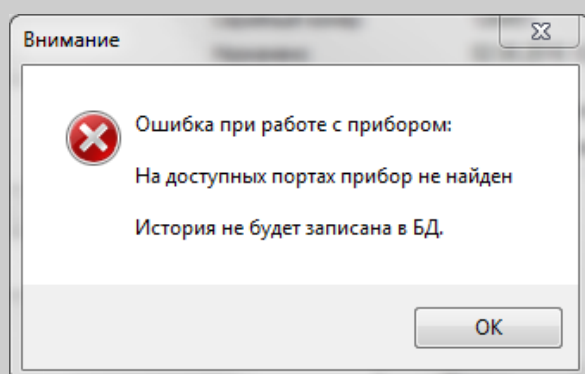 Внимание
Ошибка при работе с прибором:
На доступных портах прибор не найден
История не будет записана в БД.
OK